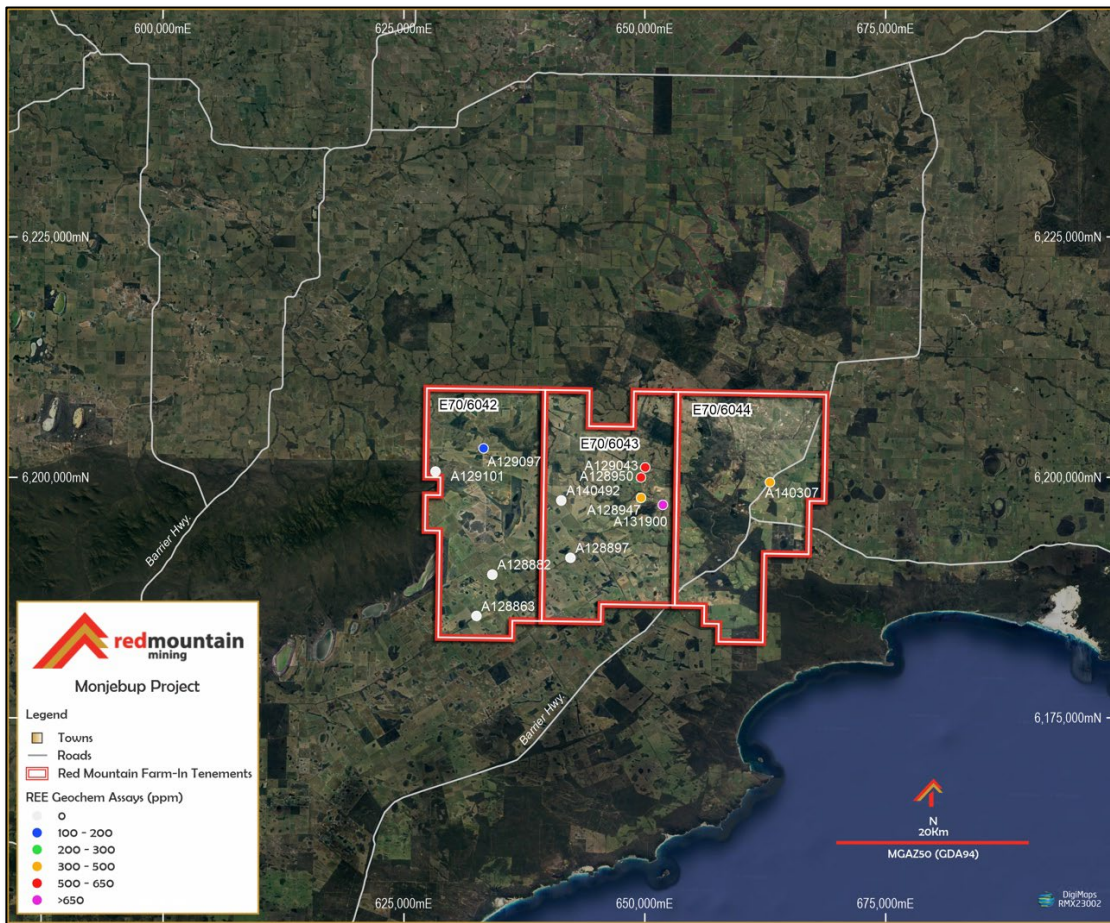 600,000mE
625,000mE
650,000mE
675,000mE
6,225,000mN
6,225,000mN
E70/6042
E70/6043
E70/6044
A129097
A129101
A129043
A128950
A140492
A128947
A131900
A140307
A128897
A128882
A128863
6,200,000mN
6,200,000mN
Barrier Hwy.
Barrier Hwy.
6,175,000mN
redmountain
mining
Monjebup Project
Legend
Towns
Roads
Red Mountain Farm-In Tenements
REE Geochem Assays (ppm)
0
100 - 200
200 - 300
300 - 500
500 - 650
>650
N
20Km
MGAZ50 (GDA94)
DigiMaps
RMX23002
625,000mE
650,000mE
675,000mE